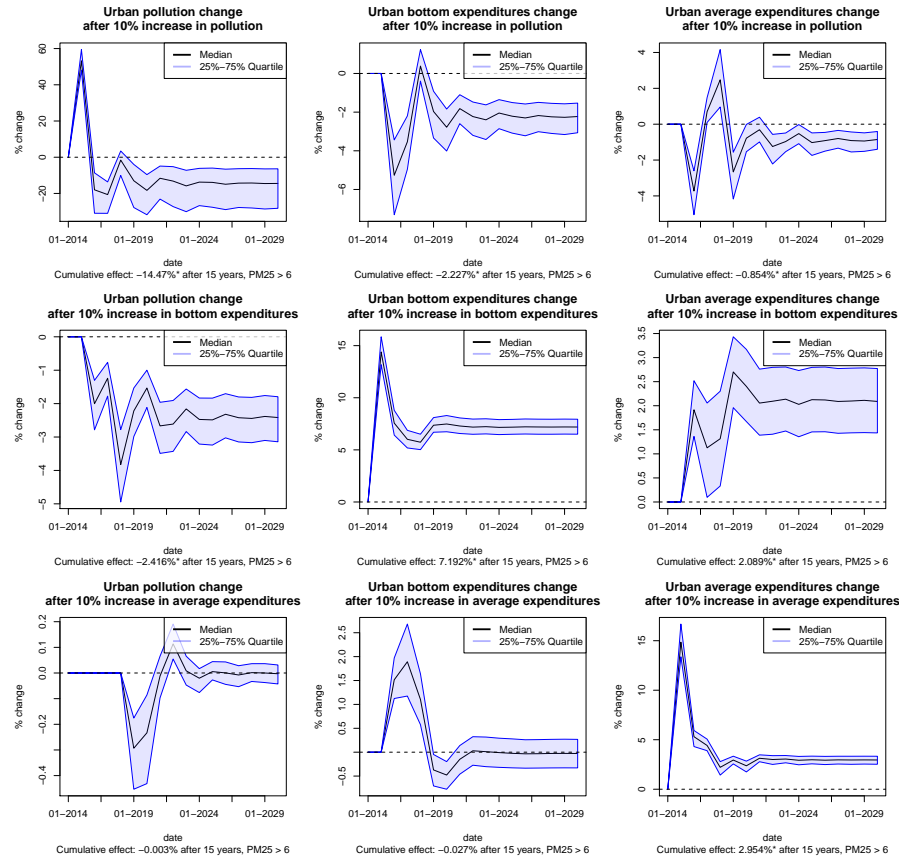 Urban pollution change
after 10% increase in pollution
Median
25%−75% Quartile
% change
60
40
20
0
−20
01−2014
01−2019
01−2024
01−2029
date
Cumulative effect: −14.47%* after 15 years, PM25 > 6
Urban bottom expenditures change
after 10% increase in pollution
Median
25%−75% Quartile
% change
0
−2
−4
−6
01−2014
01−2019
01−2024
01−2029
date
Cumulative effect: −2.227%* after 15 years, PM25 > 6
Urban average expenditures change
after 10% increase in pollution
Median
25%−75% Quartile
% change
4
2
0
−2
−4
01−2014
01−2019
01−2024
01−2029
date
Cumulative effect: −0.854%* after 15 years, PM25 > 6
Urban pollution change
after 10% increase in bottom expenditures
Median
25%−75% Quartile
% change
0
−1
−2
−3
−4
−5
01−2014
01−2019
01−2024
01−2029
date
Cumulative effect: −2.416%* after 15 years, PM25 > 6
Urban bottom expenditures change
after 10% increase in bottom expenditures
Median
25%−75% Quartile
% change
15
10
5
0
01−2014
01−2019
01−2024
01−2029
date
Cumulative effect: 7.192%* after 15 years, PM25 > 6
Urban average expenditures change
after 10% increase in bottom expenditures
Median
25%−75% Quartile
% change
3.5
3.0
2.5
2.0
1.5
1.0
0.5
0.0
01−2014
01−2019
01−2024
01−2029
date
Cumulative effect: 2.089%* after 15 years, PM25 > 6
Urban pollution change
after 10% increase in average expenditures
Median
25%−75% Quartile
% change
0.2
0.1
0.0
−0.2
−0.4
01−2014
01−2019
01−2024
01−2029
date
Cumulative effect: −0.003% after 15 years, PM25 > 6
Urban bottom expenditures change
after 10% increase in average expenditures
Median
25%−75% Quartile
% change
2.5
2.0
1.5
1.0
0.5
−0.5
01−2014
01−2019
01−2024
01−2029
date
Cumulative effect: −0.027% after 15 years, PM25 > 6
Urban average expenditures change
after 10% increase in average expenditures
Median
25%−75% Quartile
% change
15
10
5
0
01−2014
01−2019
01−2024
01−2029
date
Cumulative effect: 2.954%* after 15 years, PM25 > 6